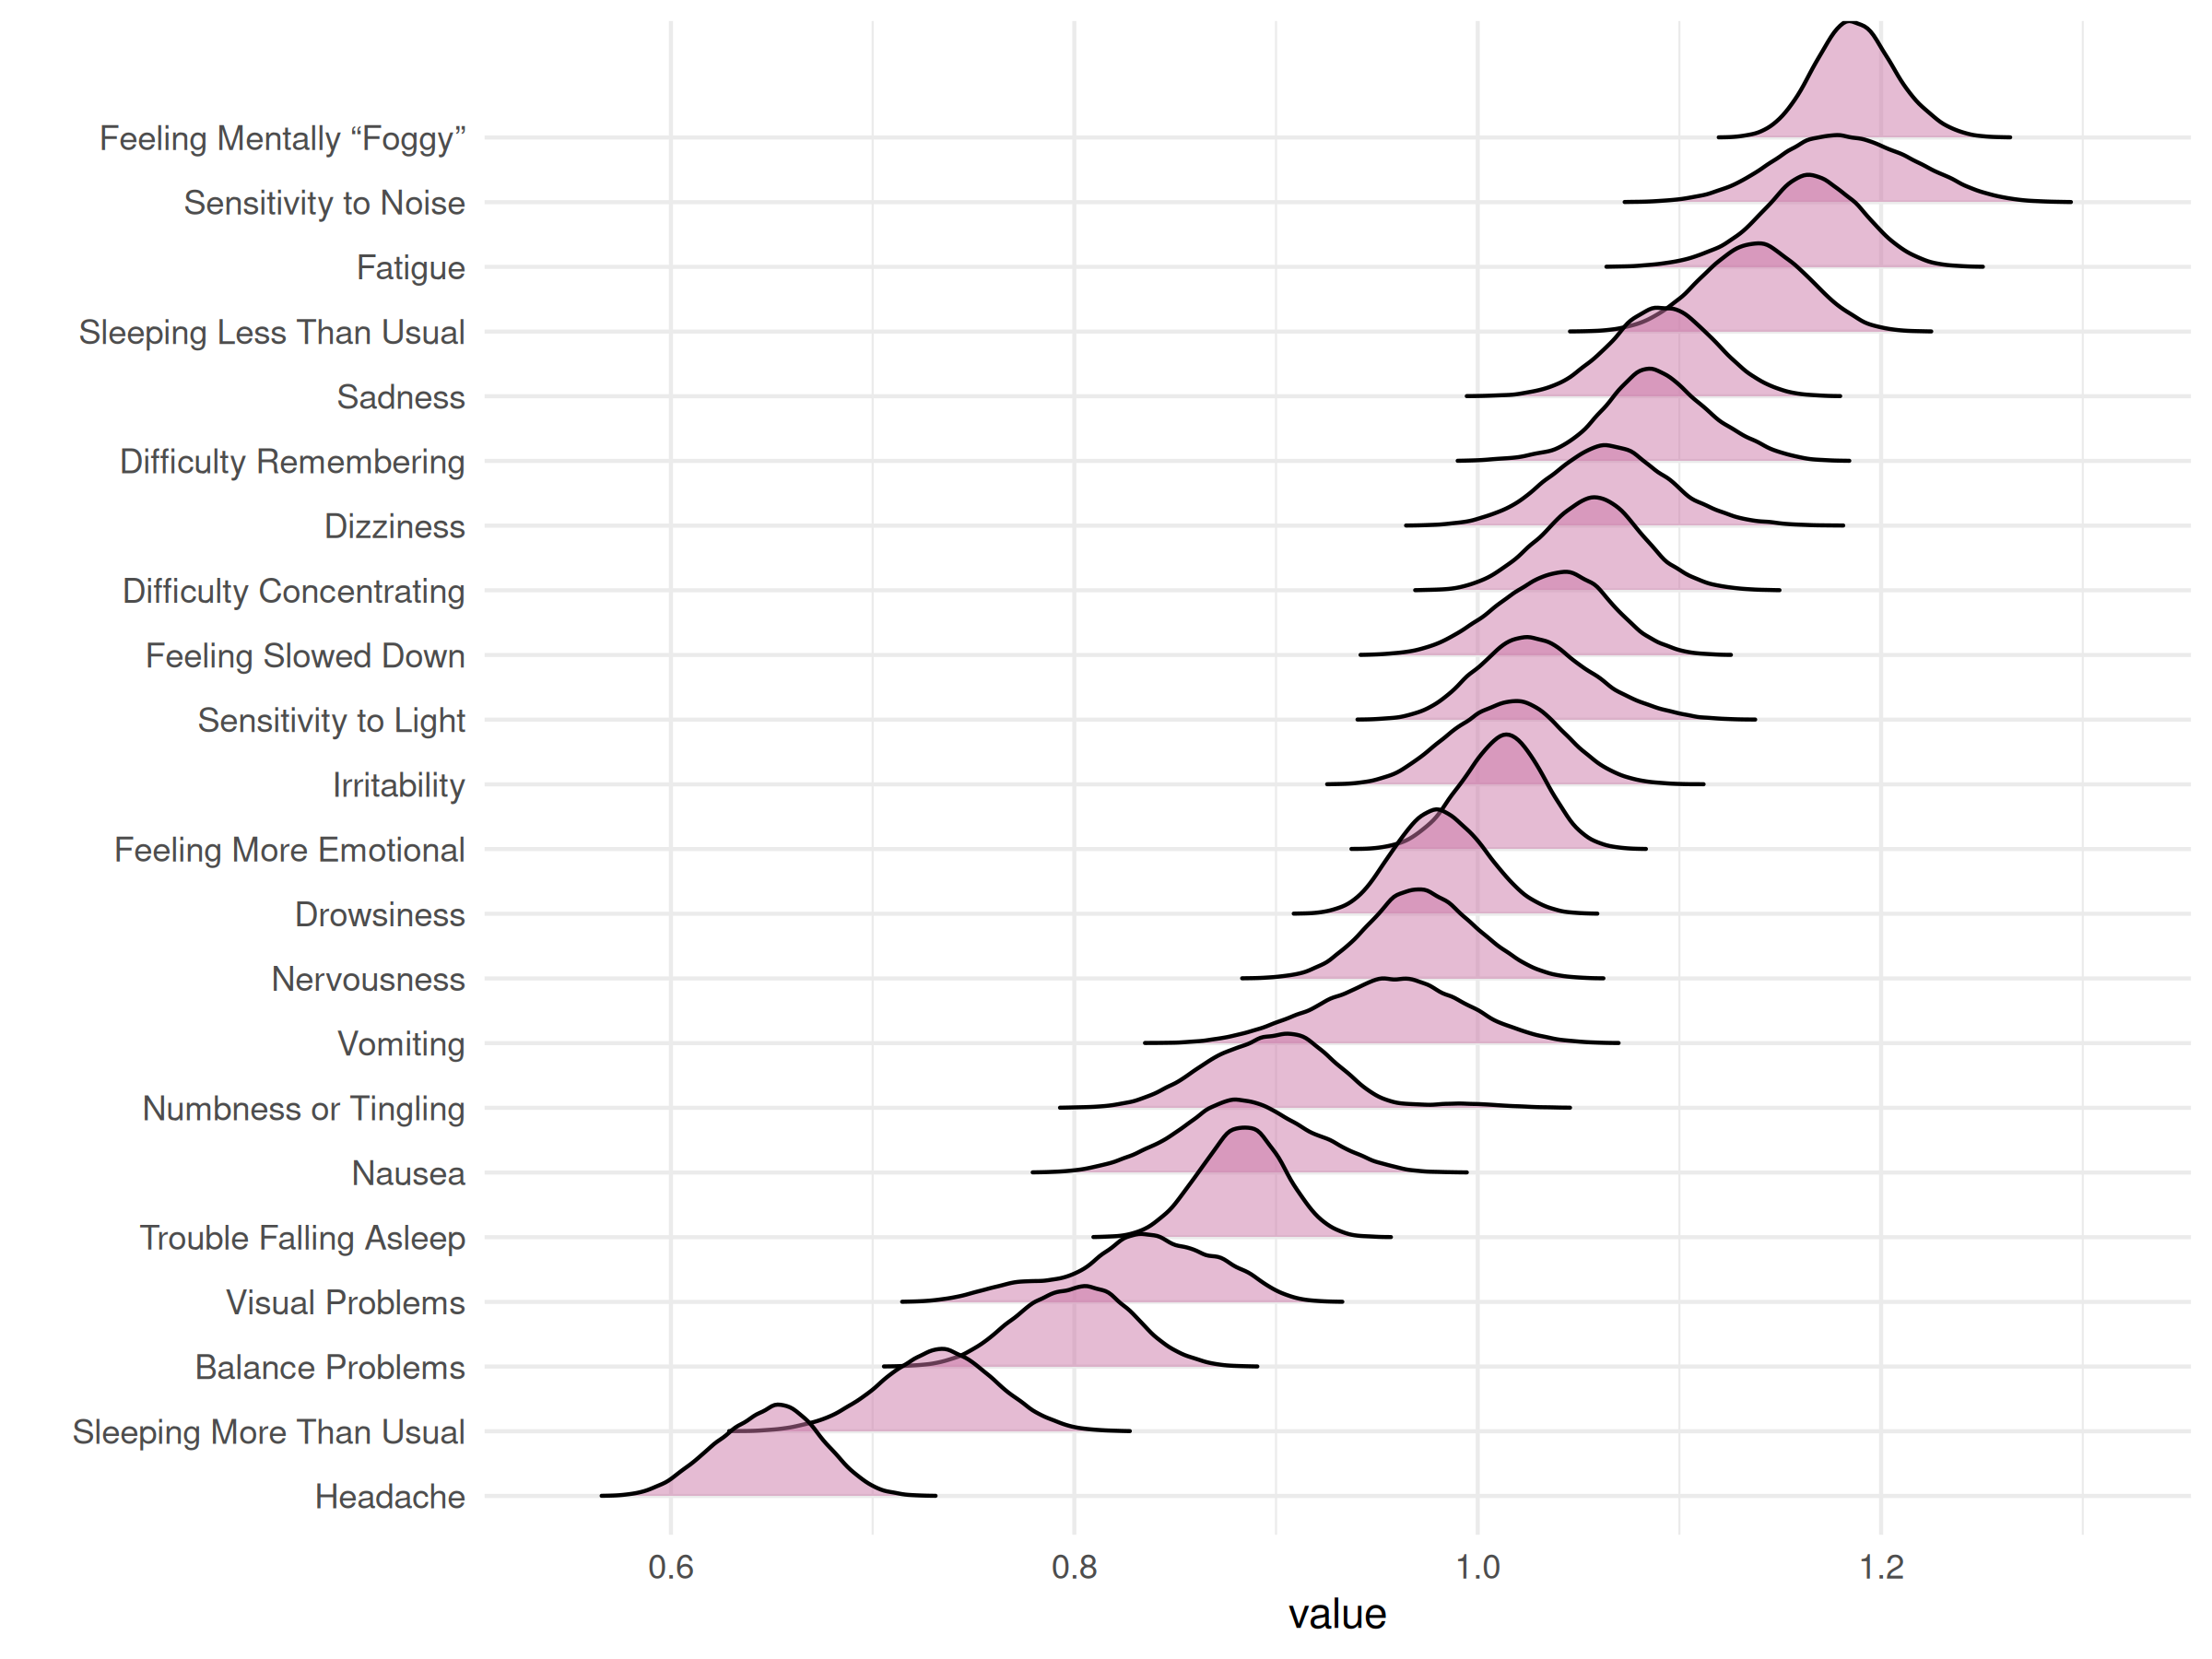 Feeling Mentally “Foggy”
Sensitivity to Noise
Fatigue
Sleeping Less Than Usual
Sadness
Difficulty Remembering
Dizziness
Difficulty Concentrating
Feeling Slowed Down
Sensitivity to Light
Irritability
Feeling More Emotional
Drowsiness
Nervousness
Vomiting
Numbness or Tingling
Nausea
Trouble Falling Asleep
Visual Problems
Balance Problems
Sleeping More Than Usual
Headache
0.6 0.8 1.0 1.2
value